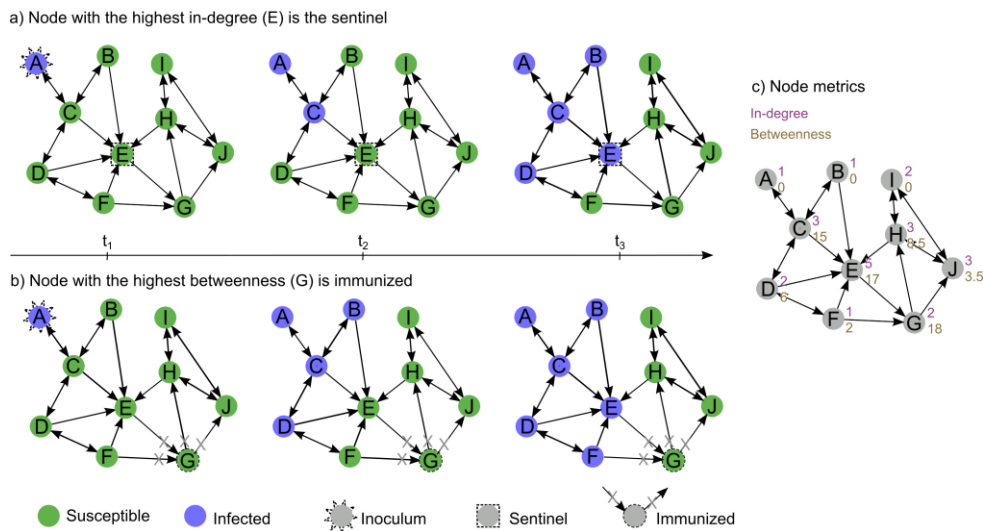 a) Node with the highest in-degree (E) is the sentinel
A B I C H E D J F G
A B I C H E D J F G
A B I C H E D J F G
t1 t2 t3
b) Node with the highest betweenness (G) is immunized
A B I C H E D J F G
A B I C H E D J F G
A B I C H E D J F G
c) Node metrics
In-degree
Betweenness
A 1 0
B 1 0
I 2 0
C 3 15
H 3 8.5
E 5 17
J 3 3.5
D 2 6
F 1 2
G 2 18
Susceptible
Infected
Inoculum
Sentinel
Immunized